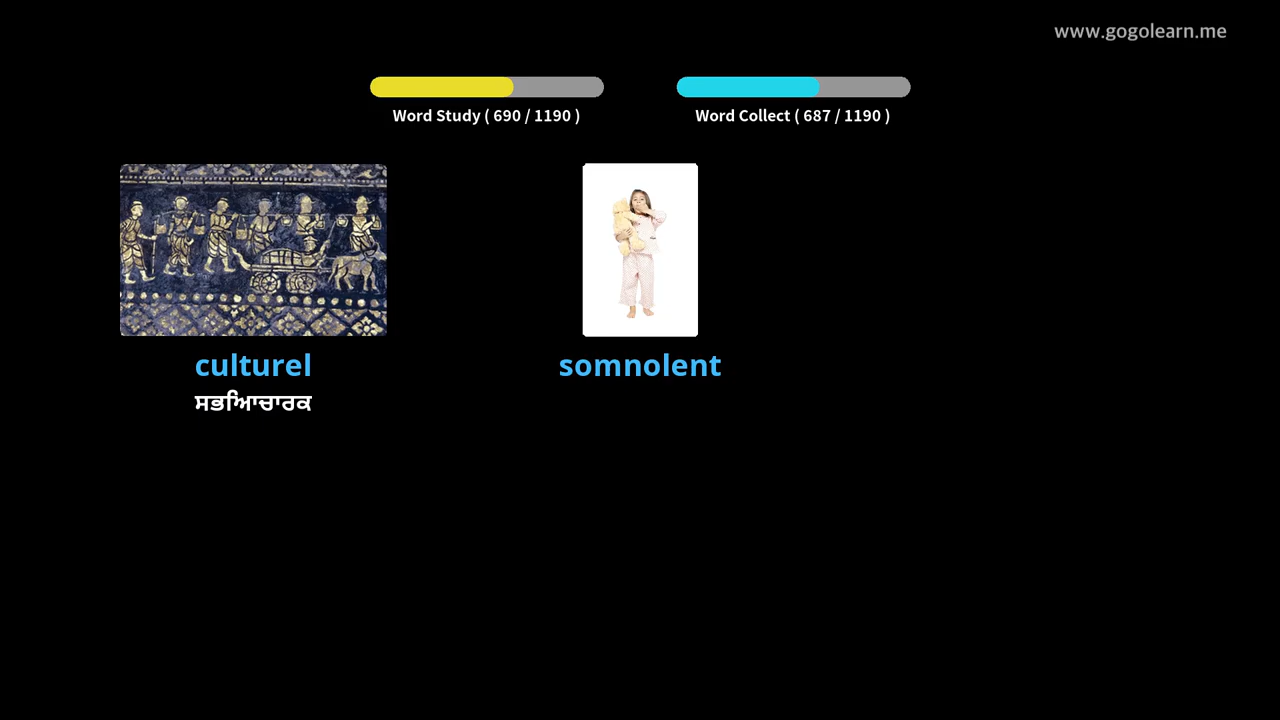 www.gogolearn.me
Word Study ( 690 / 1190 )
Word Collect ( 687 / 1190 )
culturel
somnolent
ਸਭਿਆਚਾਰਕ